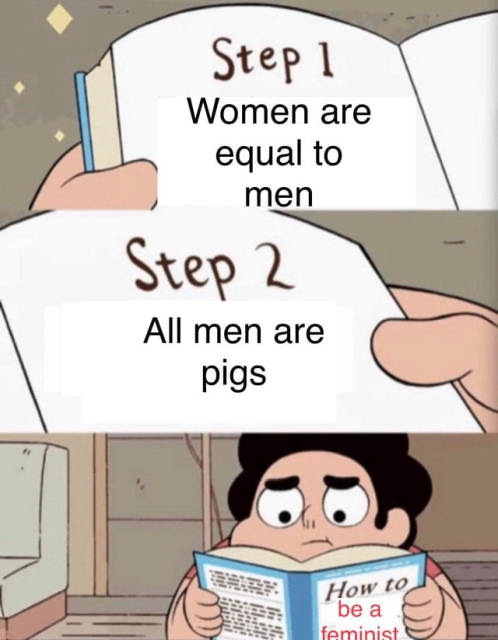 Step 1
Women are
equal to
men
Step 2
All men are
pigs
How to
be a
feminist